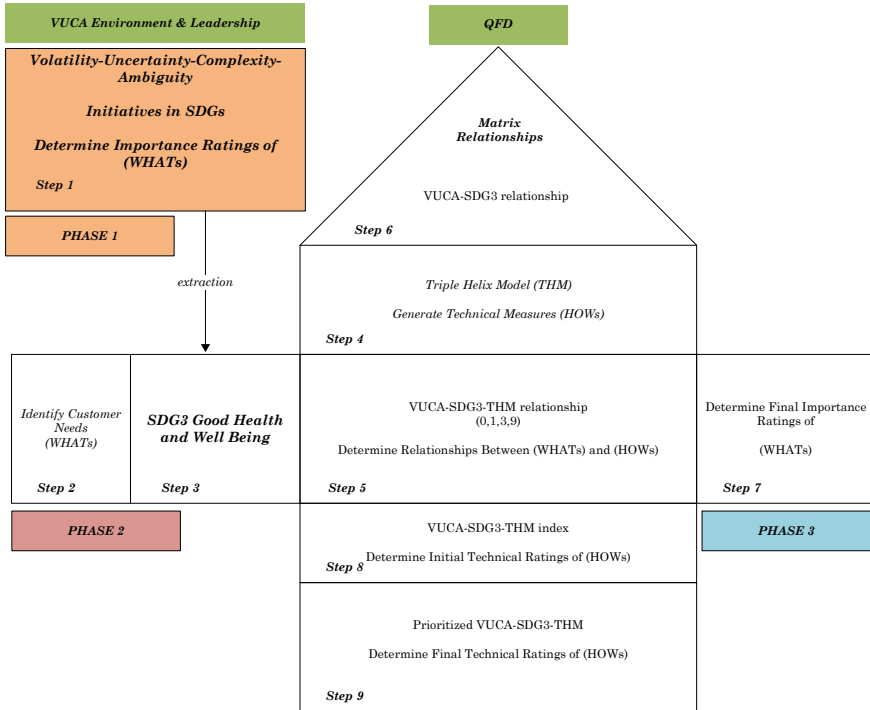 VUCA Environment & Leadership
QFD
Volatility-Uncertainty-Complexity-
Ambiguity
Initiatives in SDGs
Determine Importance Ratings of
(WHATs)
Step 1
PHASE 1
extraction
Matrix
Relationships
VUCA-SDG3 relationship
Step 6
Triple Helix Model (THM)
Generate Technical Measures (HOWs)
Step 4
Identify Customer
Needs
(WHATs)
Step 2
SDG3 Good Health
and Well Being
Step 3
VUCA-SDG3-THM relationship
(0,1,3,9)
Determine Relationships Between (WHATs) and (HOWs)
Step 5
Determine Final Importance
Ratings of
(WHATs)
Step 7
PHASE 2
VUCA-SDG3-THM index
Determine Initial Technical Ratings of (HOWs)
Step 8
PHASE 3
Prioritized VUCA-SDG3-THM
Determine Final Technical Ratings of (HOWs)
Step 9